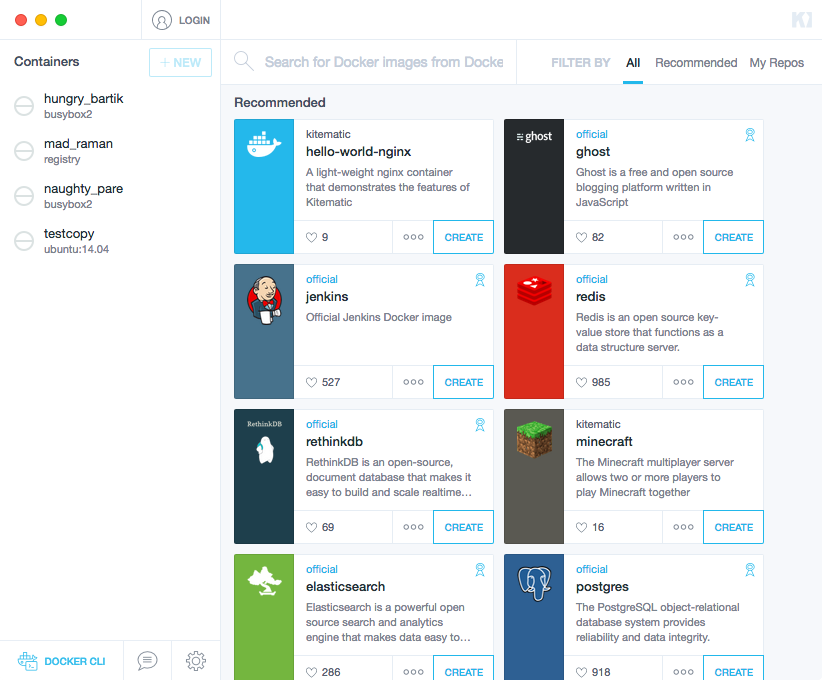 LOGIN
Containers
+ NEW
hungry_bartik
busybox2
mad_raman
registry
naughty_pare
busybox2
testcopy
ubuntu:14.04
DOCKER CLI
Search for Docker images from Docke
FILTER BY
All
Recommended
My Repos
Recommended
kitematic
hello-world-nginx
A light-weight nginx container
that demonstrates the features of
Kitematic
9
CREATE
ghost
official
ghost
Ghost is a free and open source
blogging platform written in
JavaScript
82
CREATE
official
jenkins
Official Jenkins Docker image
527
CREATE
official
redis
Redis is an open source key-
value store that functions as a
data structure server.
985
CREATE
RethinkDB
official
rethinkdb
RethinkDB is an open-source,
document database that makes it
easy to build and scale realtime…
69
CREATE
kitematic
minecraft
The Minecraft multiplayer server
allows two or more players to
play Minecraft together
16
CREATE
official
elasticsearch
Elasticsearch is a powerful open
source search and analytics
engine that makes data easy to…
286
CREATE
official
postgres
The PostgreSQL object-relational
database system provides
reliability and data integrity.
918
CREATE